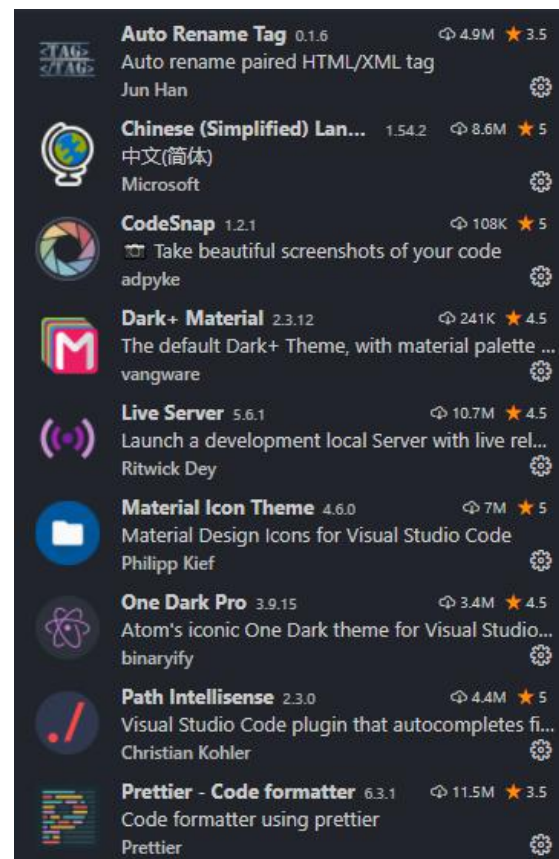 <TAG>
</TAG>
Auto Rename Tag 0.1.6 4.9M ★ 3.5
Auto rename paired HTML/XML tag
Jun Han
Chinese (Simplified) Lan... 1.54.2 8.6M ★ 5
中文(简体)
Microsoft
CodeSnap 1.2.1 108K ★ 5
📷 Take beautiful screenshots of your code
adpyke
Dark+ Material 2.3.12 241K ★ 4.5
The default Dark+ Theme, with material palette ...
vangware
Live Server 5.6.1 10.7M ★ 4.5
Launch a development local Server with live rel...
Ritwick Dey
Material Icon Theme 4.6.0 7M ★ 5
Material Design Icons for Visual Studio Code
Philipp Kief
One Dark Pro 3.9.15 3.4M ★ 4.5
Atom's iconic One Dark theme for Visual Studio...
binaryify
Path Intellisense 2.3.0 4.4M ★ 5
Visual Studio Code plugin that autocompletes fi...
Christian Kohler
Prettier - Code formatter 6.3.1 11.5M ★ 3.5
Code formatter using prettier
Prettier